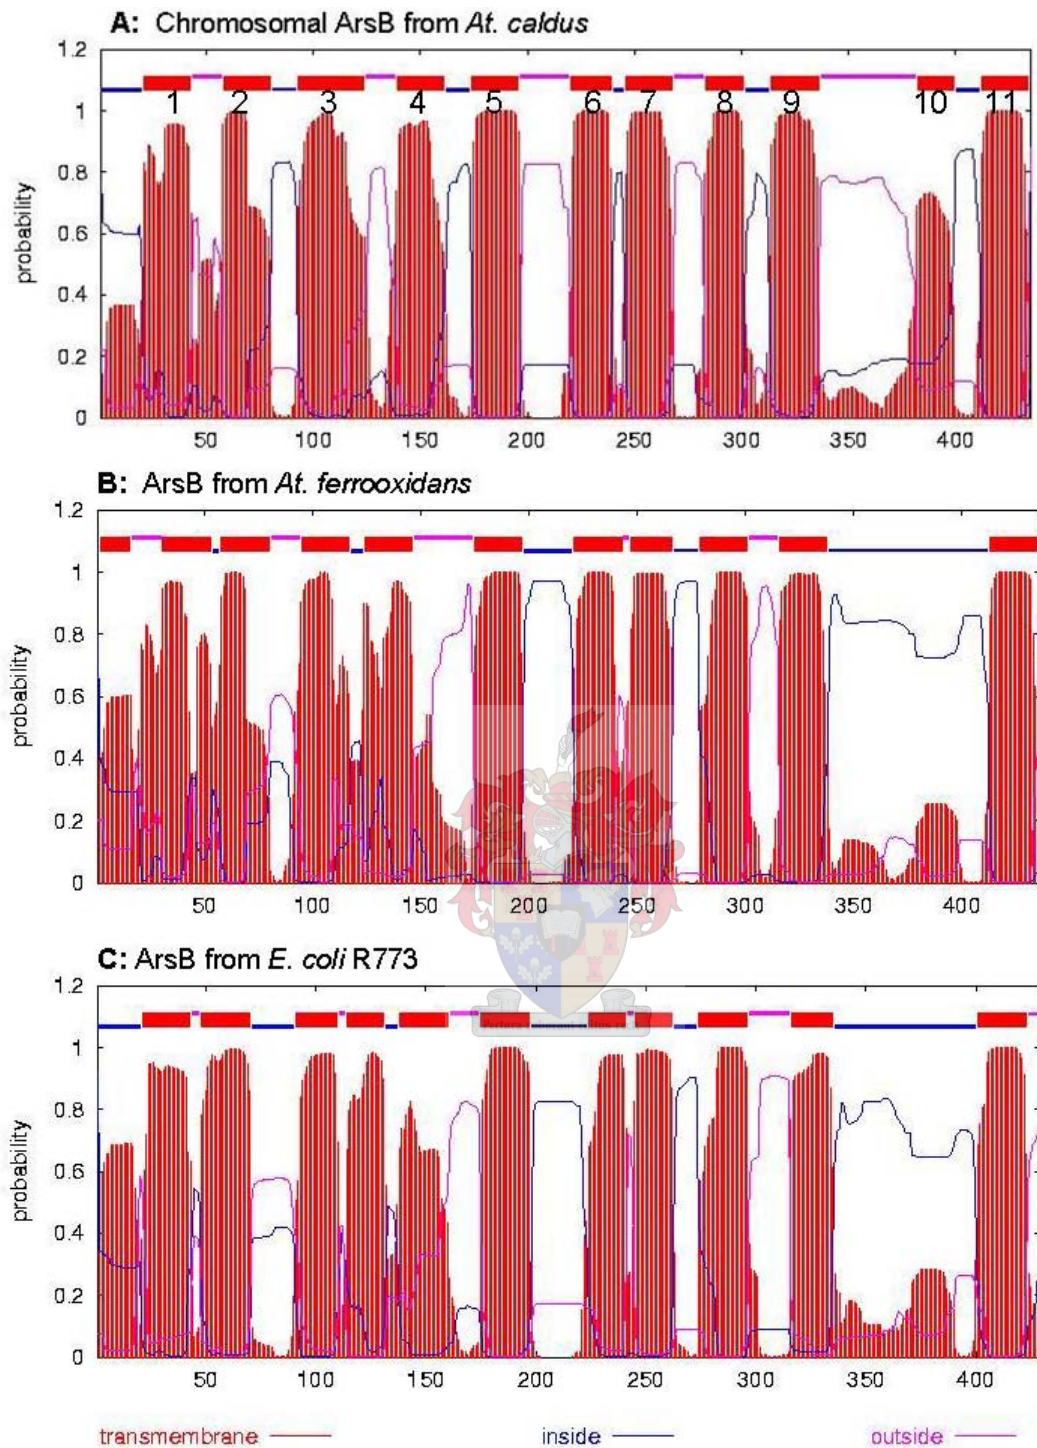 A: Chromosomal ArsB from At. caldus
1.2
1 2 3 4 5 6 7 8 9 10 11
1
0.8
0.6
0.4
0.2
0
probability
50 100 150 200 250 300 350 400
B: ArsB from At. ferrooxidans
1.2
1
0.8
0.6
0.4
0.2
0
probability
50 100 150 200 250 300 350 400
C: ArsB from E. coli R773
1.2
1
0.8
0.6
0.4
0.2
0
probability
50 100 150 200 250 300 350 400
transmembrane inside outside